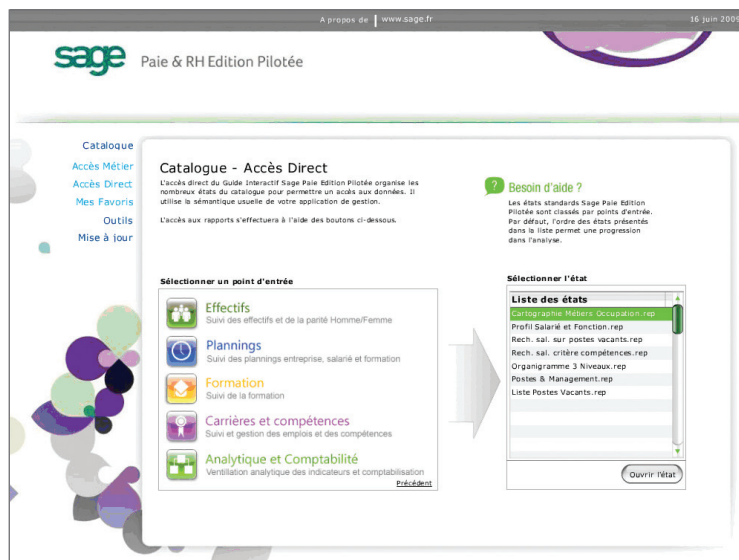 A propos de www.sage.fr
16 juin 2009
sage Paie & RH Edition Pilotée
Catalogue
Accès Métier
Accès Direct
Mes Favoris
Outils
Mise à jour
Catalogue - Accès Direct
L'accès direct du Guide Interactif Sage Paie Edition Pilotée organise les
nombreux états du catalogue pour permettre un accès aux données. Il
utilise la sémantique usuelle de votre application de gestion.
L'accès aux rapports s'effectuera à l'aide des boutons ci-dessous.
? Besoin d'aide ?
Les états standards Sage Paie Edition
Pilotée sont classés par points d'entrée.
Par défaut, l'ordre des états présentés
dans la liste permet une progression
dans l'analyse.
Sélectionner un point d'entrée
Effectifs
Suivi des effectifs et de la parité Homme/Femme
Plannings
Suivi des plannings entreprise, salarié et formation
Formation
Suivi de la formation
Carrières et compétences
Suivi et gestion des emplois et des compétences
Analytique et Comptabilité
Ventillation analytique des indicateurs et comptabilisation
Précédent
Sélectionner l'état
Liste des états
Cartographie Métiers Occupation.rep
Profil Salarié et Fonction.rep
Rech. sal. sur postes vacants.rep
Rech. sal. critère compétences.rep
Organigramme 3 Niveaux.rep
Postes & Management.rep
Liste Postes Vacants.rep
Ouvrir l'état